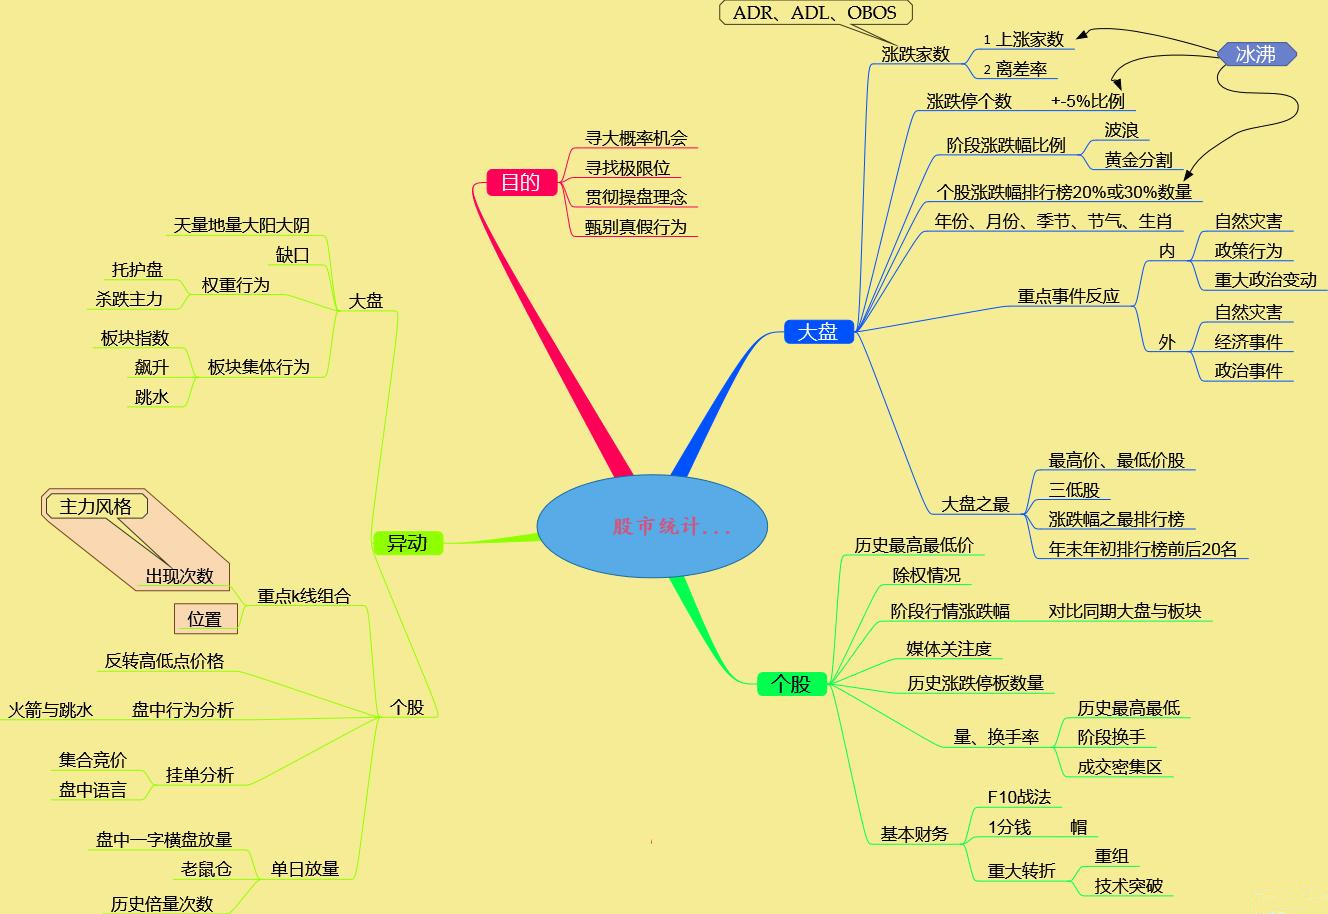 ADR、ADL、OBOS
涨跌家数
1 上涨家数
2 离差率
冰沸
涨跌停个数
+-5%比例
阶段涨跌幅比例
波浪
黄金分割
个股涨跌幅排行榜20%或30%数量
年份、月份、季节、节气、生肖
重点事件反应
内
自然灾害
政策行为
重大政治变动
外
自然灾害
经济事件
政治事件
大盘
大盘之最
最高价、最低价股
三低股
涨跌幅之最排行榜
年末年初排行榜前后20名
目的
寻大概率机会
寻找极限位
贯彻操盘理念
甄别真假行为
股市统计...
异动
大盘
天量地量大阳大阴
缺口
权重行为
托护盘
杀跌主力
板块集体行为
板块指数
飙升
跳水
个股
重点k线组合
主力风格
出现次数
位置
反转高低点价格
盘中行为分析
火箭与跳水
挂单分析
集合竞价
盘中语言
单日放量
盘中一字横盘放量
老鼠仓
历史倍量次数
个股
历史最高最低价
除权情况
阶段行情涨跌幅
对比同期大盘与板块
媒体关注度
历史涨跌停板数量
量、换手率
历史最高最低
阶段换手
成交密集区
基本财务
F10战法
1分钱
帽
重大转折
重组
技术突破